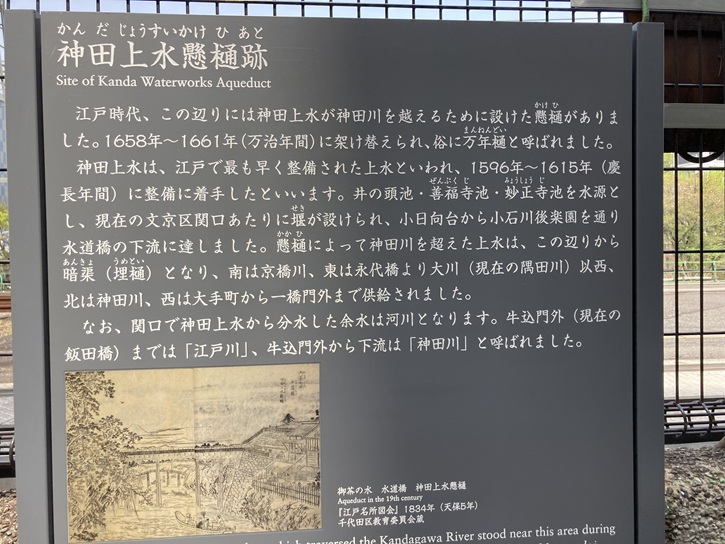 かんだじょうすいかけひあと
神田上水懸樋跡
Site of Kanda Waterworks Aqueduct
江戸時代、この辺りには神田上水が神田川を越えるために設けた懸樋がありま
した。1658年～1661年(万治年間)に架け替えられ、俗に万年樋と呼ばれました。
神田上水は、江戸で最も早く整備された上水といわれ、1596年～1615年（慶
長年間）に整備に着手したといいます。井の頭池・善福寺池・妙正寺池を水源と
し、現在の文京区関口あたりに堰が設けられ、小日向台から小石川後楽園を通り
水道橋の下流に達しました。懸樋によって神田川を超えた上水は、この辺りから
暗渠（埋樋）となり、南は京橋川、東は永代橋より大川（現在の隅田川）以西、
北は神田川、西は大手町から一橋門外まで供給されました。
なお、関口で神田上水から分水した余水は河川となります。牛込門外（現在の
飯田橋）までは「江戸川」、牛込門外から下流は「神田川」と呼ばれました。
御茶の水　水道橋　神田上水懸樋
Aqueduct in the 19th century
『江戸名所図会』1834年（天保5年）
千代田区教育委員会蔵
which traversed the Kandagawa River stood near this area during